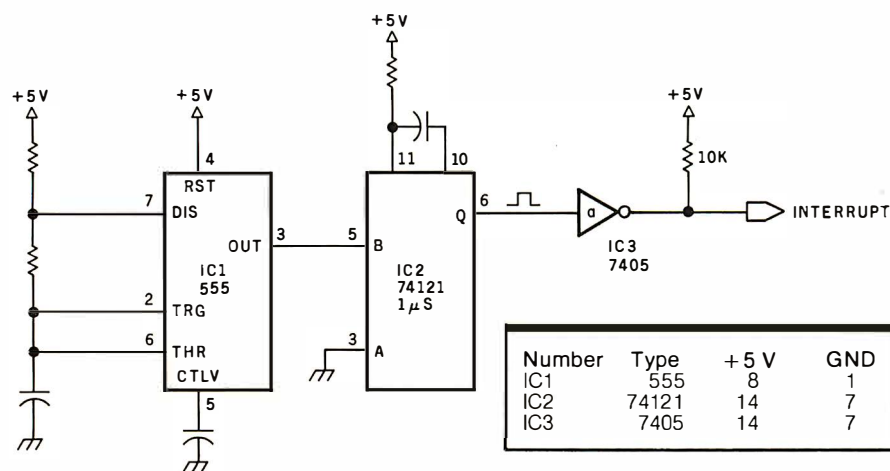 +5V
+5V
+5V
+5V
10K
4
RST
7
DIS
OUT
3
IC1
555
2
TRG
6
THR
CTLV
5
11
10
5
B
Q
6
IC2
74121
1µS
3
A
a
IC3
7405
INTERRUPT
Number Type +5 V GND
IC1 555 8 1
IC2 74121 14 7
IC3 7405 14 7